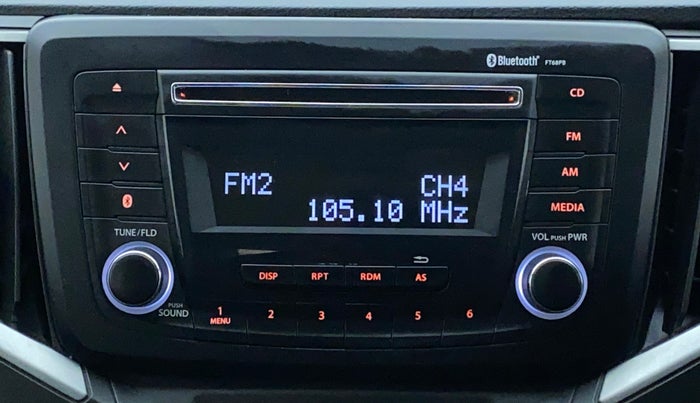 Bluetooth® FT68PB
CD
FM
AM
MEDIA
FM2 CH4
105.10 MHz
TUNE/FLD
VOL PUSH PWR
DISP RPT RDM AS
PUSH
SOUND
1 2 3 4 5 6
MENU